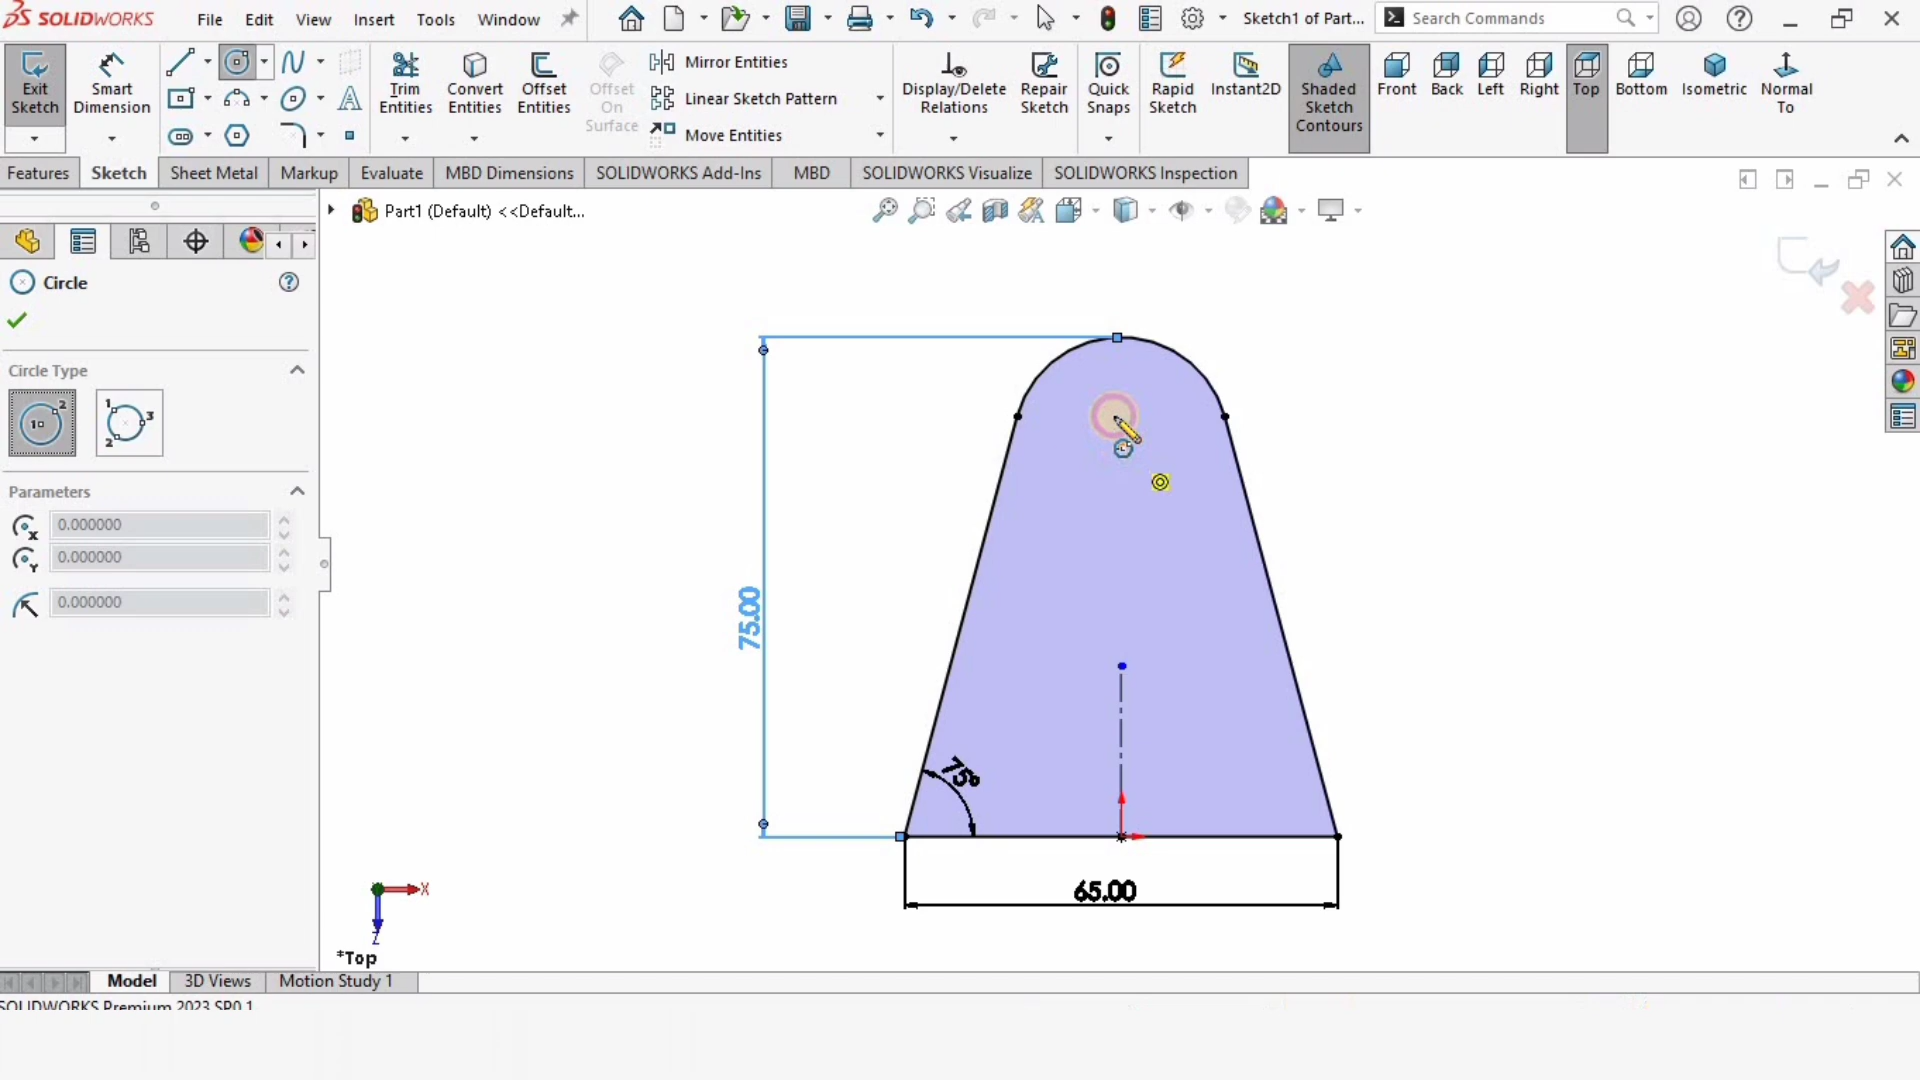 SOLIDWORKS File Edit View Insert Tools Window Sketch1 of Part... Search Commands
Exit Sketch
Smart Dimension
Trim Entities
Convert Entities
Offset Entities
Offset On Surface
Mirror Entities
Linear Sketch Pattern
Move Entities
Display/Delete Relations
Repair Sketch
Quick Snaps
Rapid Sketch
Instant2D
Shaded Sketch Contours
Front
Back
Left
Right
Top
Bottom
Isometric
Normal To
Features Sketch Sheet Metal Markup Evaluate MBD Dimensions SOLIDWORKS Add-Ins MBD SOLIDWORKS Visualize SOLIDWORKS Inspection
Part1 (Default) <<Default...
Circle
Circle Type
Parameters
0.000000
0.000000
0.000000
75.00
75°
65.00
X
Z
*Top
Model 3D Views Motion Study 1
SOLIDWORKS Premium 2023 SP0.1